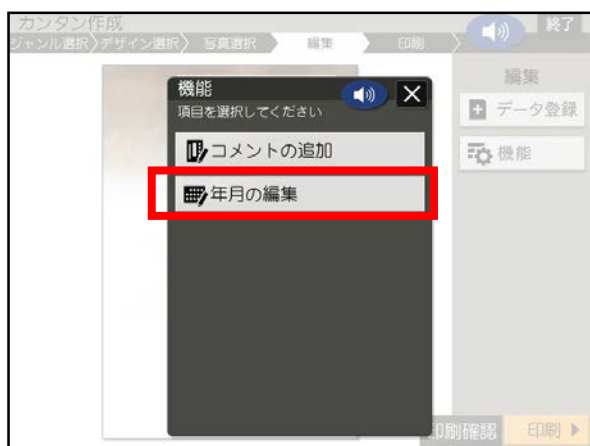 カンタン作成
終了
ジャンル選択 デザイン選択 写真選択 編集 印刷
機能
項目を選択してください
コメントの追加
年月の編集
編集
データ登録
機能
印刷確認
印刷